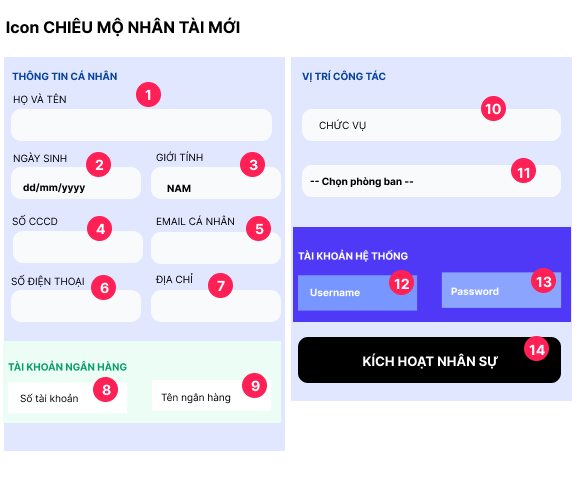 Icon CHIÊU MỘ NHÂN TÀI MỚI
THÔNG TIN CÁ NHÂN
HỌ VÀ TÊN
1
NGÀY SINH
2
dd/mm/yyyy
GIỚI TÍNH
3
NAM
SỐ CCCD
4
EMAIL CÁ NHÂN
5
SỐ ĐIỆN THOẠI
6
ĐỊA CHỈ
7
TÀI KHOẢN NGÂN HÀNG
Số tài khoản
8
Tên ngân hàng
9
VỊ TRÍ CÔNG TÁC
10
CHỨC VỤ
11
-- Chọn phòng ban --
TÀI KHOẢN HỆ THỐNG
Username
12
Password
13
KÍCH HOẠT NHÂN SỰ
14